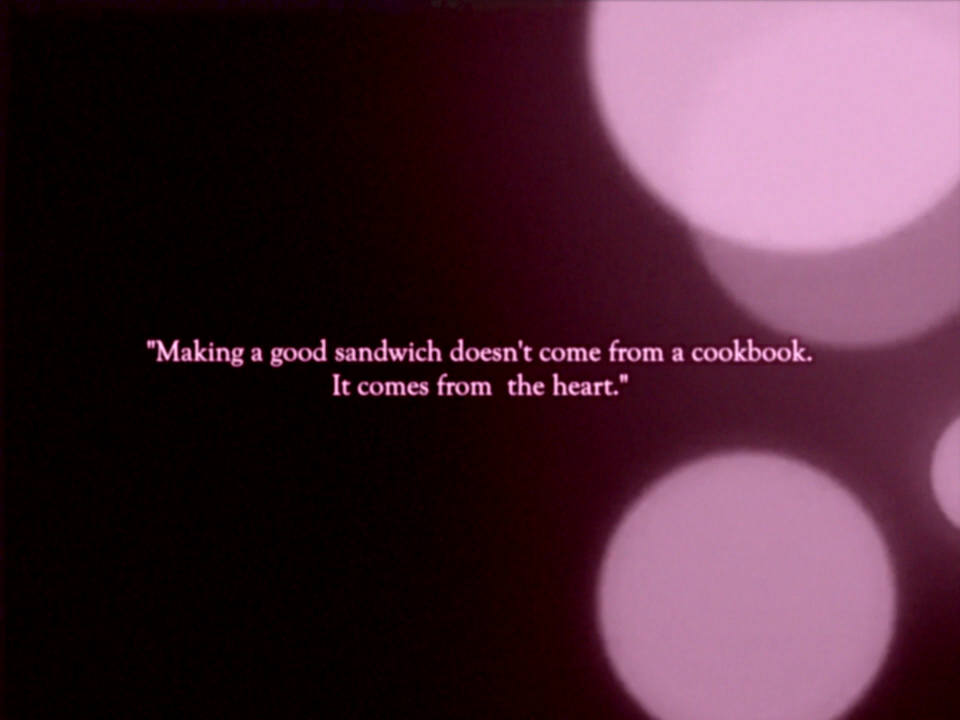 "Making a good sandwich doesn't come from a cookbook.
It comes from  the heart."